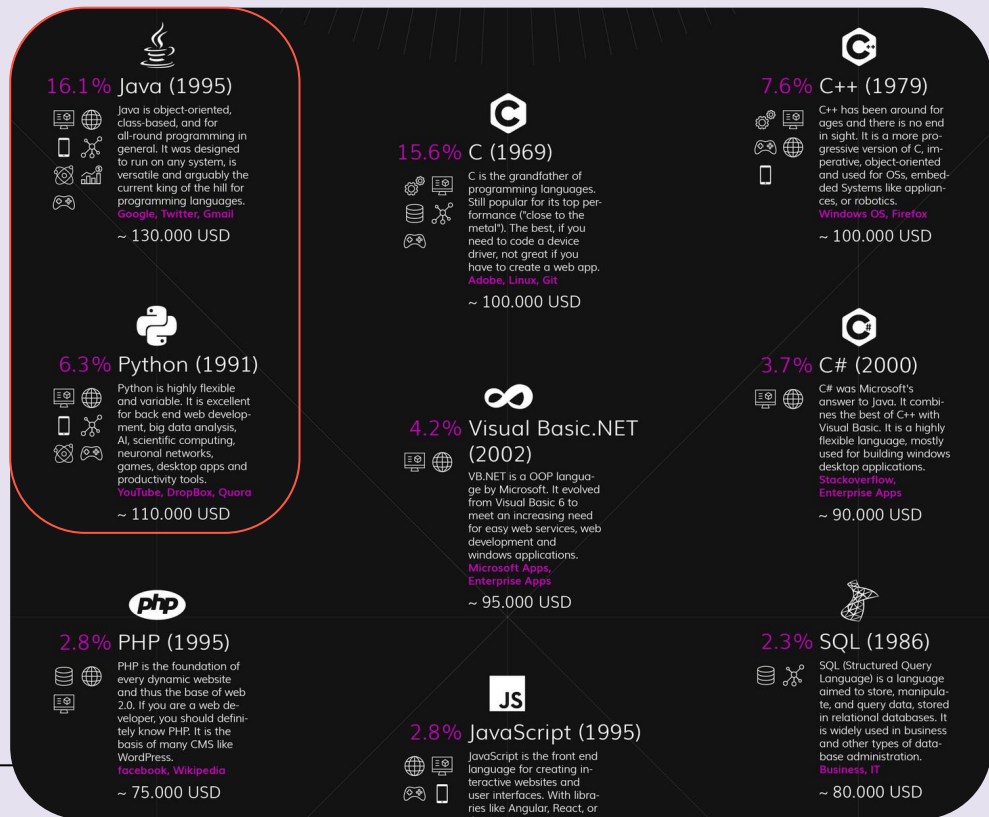 16.1% Java (1995)
Java is object-oriented,
class-based, and for
all-round programming in
general. It was designed
to run on any system, is
versatile and arguably the
current king of the hill for
programming languages.
Google, Twitter, Gmail
~ 130.000 USD
C
15.6% C (1969)
C is the grandfather of
programming languages.
Still popular for its top per-
formance ("close to the
metal"). The best, if you
need to code a device
driver, not great if you
have to create a web app.
Adobe, Linux, Git
~ 100.000 USD
C++
7.6% C++ (1979)
C++ has been around for
ages and there is no end
in sight. It is a more pro-
gressive version of C, im-
perative, object-oriented
and used for OSs, embed-
ded Systems like applian-
ces, or robotics.
Windows OS, Firefox
~ 100.000 USD
6.3% Python (1991)
Python is highly flexible
and variable. It is excellent
for back end web develop-
ment, big data analysis,
AI, scientific computing,
neuronal networks,
games, desktop apps and
productivity tools.
YouTube, DropBox, Quora
~ 110.000 USD
4.2% Visual Basic.NET
(2002)
VB.NET is a OOP langua-
ge by Microsoft. It evolved
from Visual Basic 6 to
meet an increasing need
for easy web services, web
development and
windows applications.
Microsoft Apps,
Enterprise Apps
~ 95.000 USD
C#
3.7% C# (2000)
C# was Microsoft's
answer to Java. It combi-
nes the best of C++ with
Visual Basic. It is a highly
flexible language, mostly
used for building windows
desktop applications.
Stackoverflow,
Enterprise Apps
~ 90.000 USD
php
2.8% PHP (1995)
PHP is the foundation of
every dynamic website
and thus the base of web
2.0. If you are a web de-
veloper, you should defini-
tely know PHP. It is the
basis of many CMS like
WordPress.
facebook, Wikipedia
~ 75.000 USD
JS
2.8% JavaScript (1995)
JavaScript is the front end
language for creating in-
teractive websites and
user interfaces. With libra-
ries like Angular, React, or
2.3% SQL (1986)
SQL (Structured Query
Language) is a language
aimed to store, manipula-
te, and query data, stored
in relational databases. It
is widely used in business
and other types of data-
base administration.
Business, IT
~ 80.000 USD